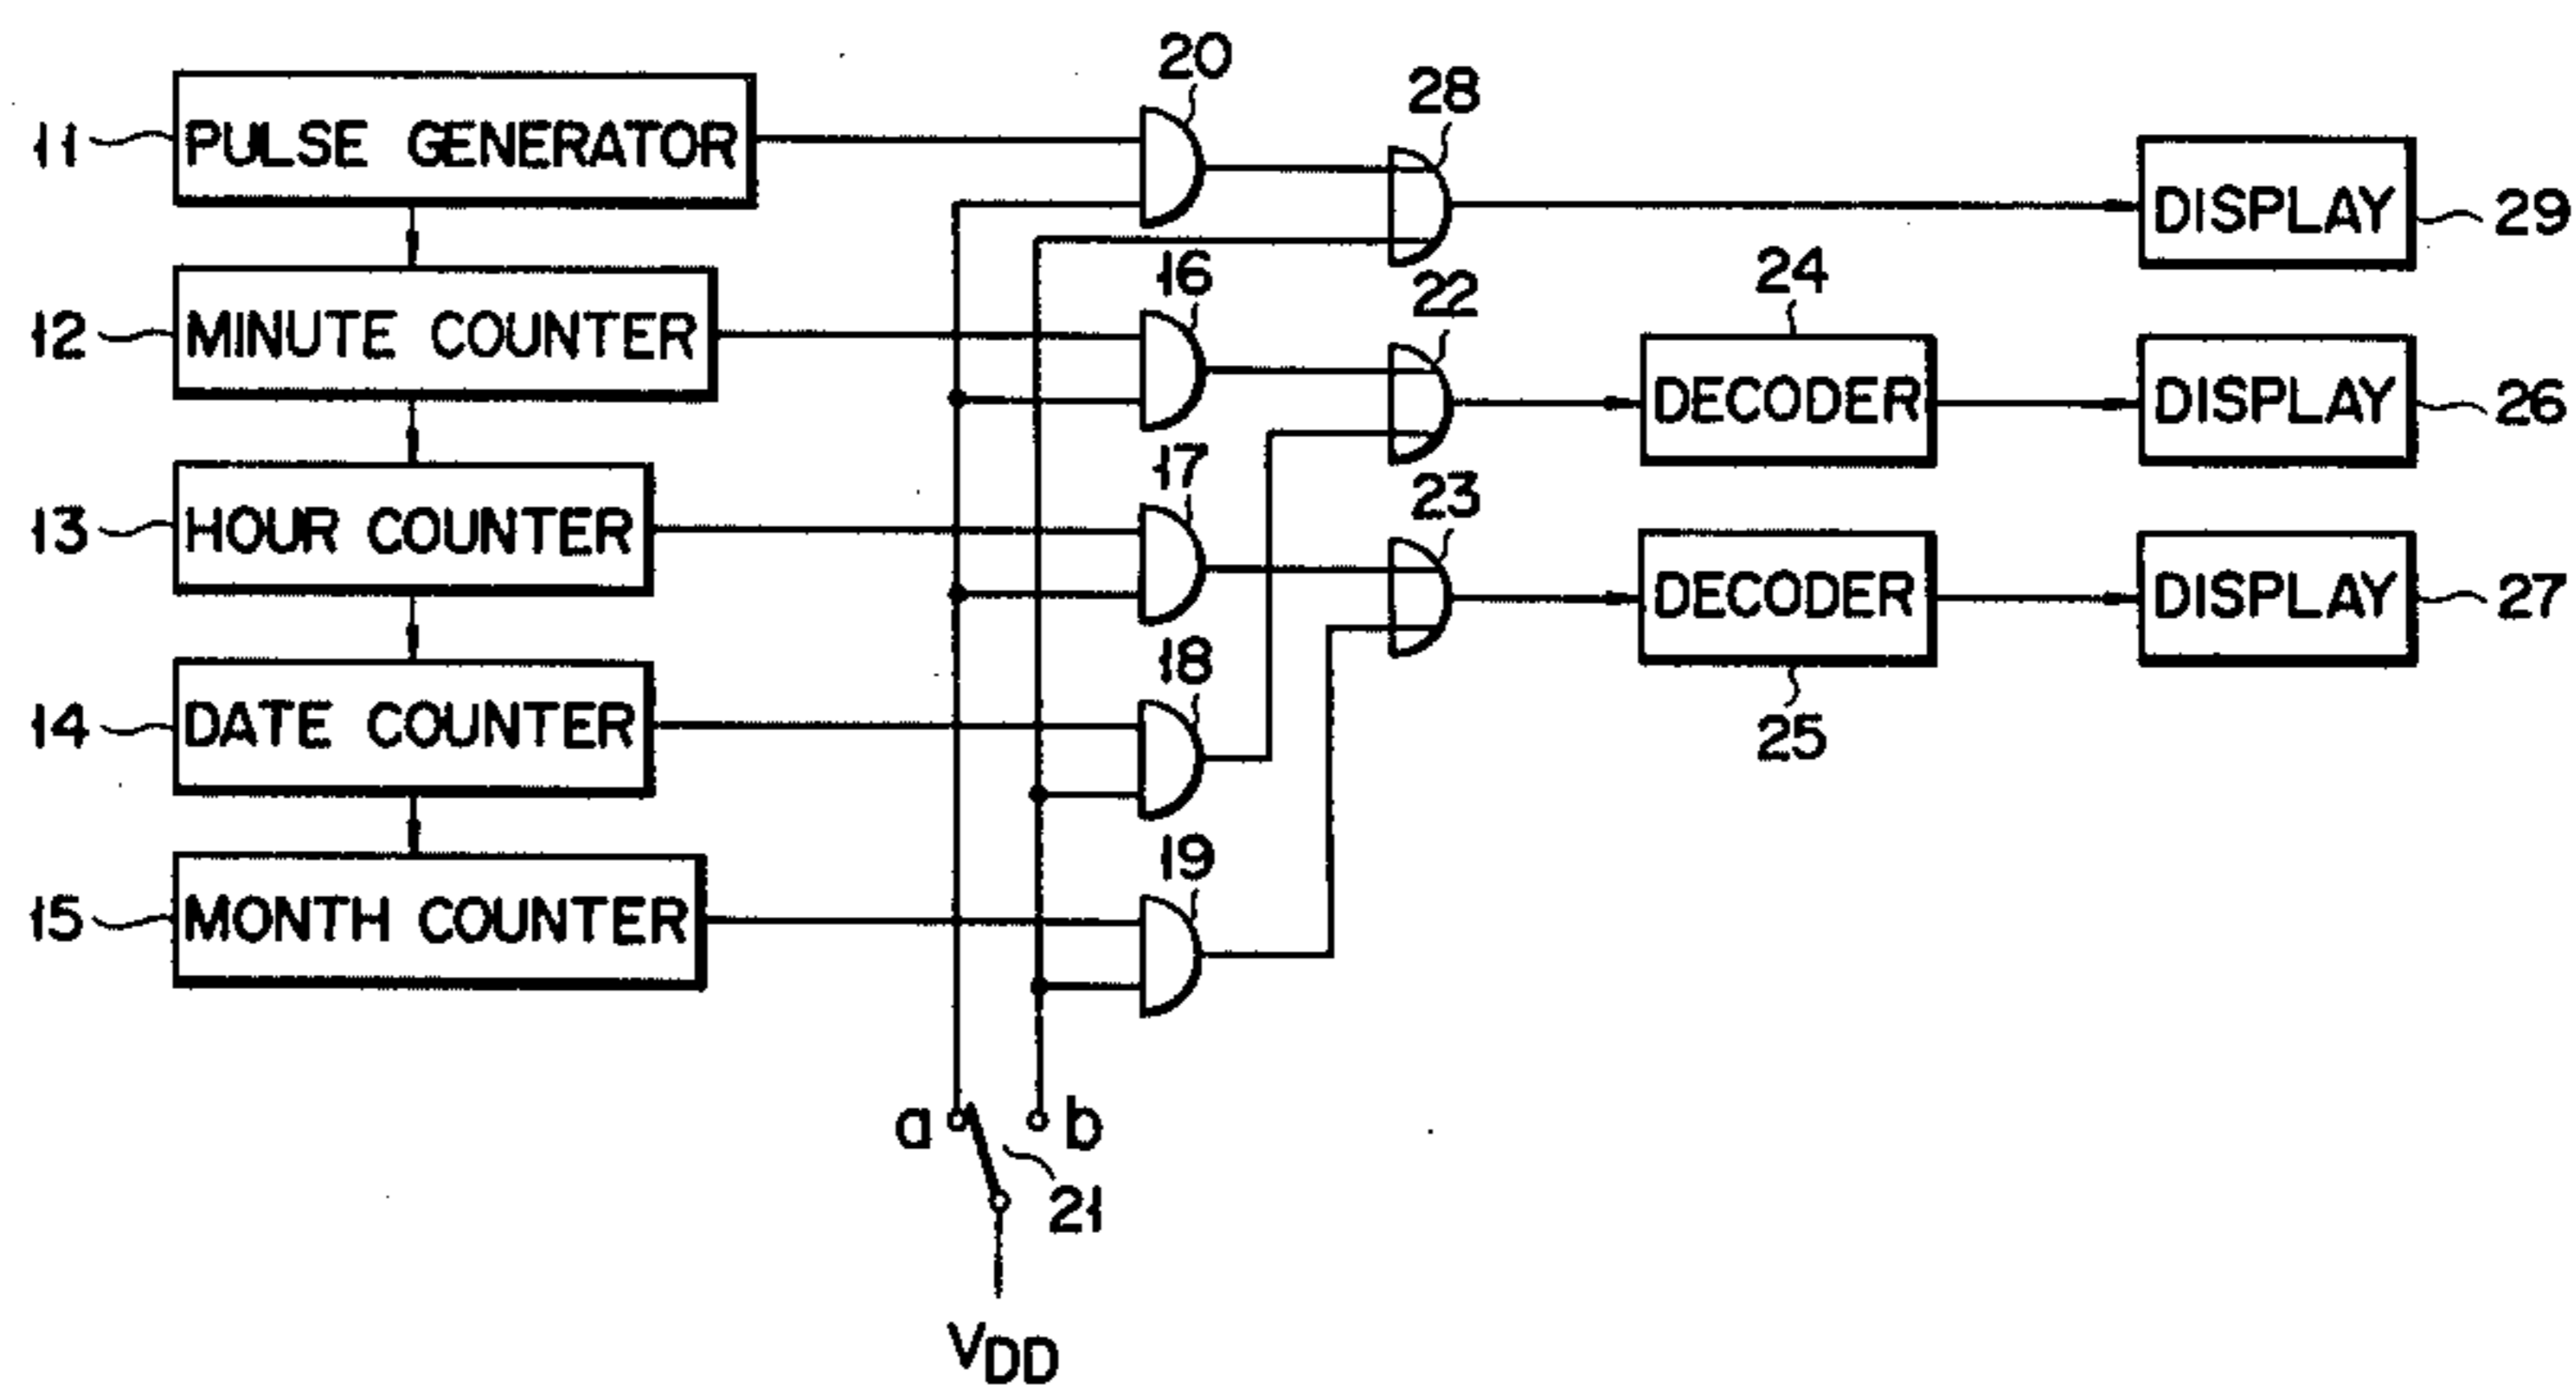 20
28
11 PULSE GENERATOR
DISPLAY 29
16
22
24
12 MINUTE COUNTER
DECODER DISPLAY 26
17
23
13 HOUR COUNTER
DECODER DISPLAY 27
18
25
14 DATE COUNTER
19
15 MONTH COUNTER
a b
21
VDD